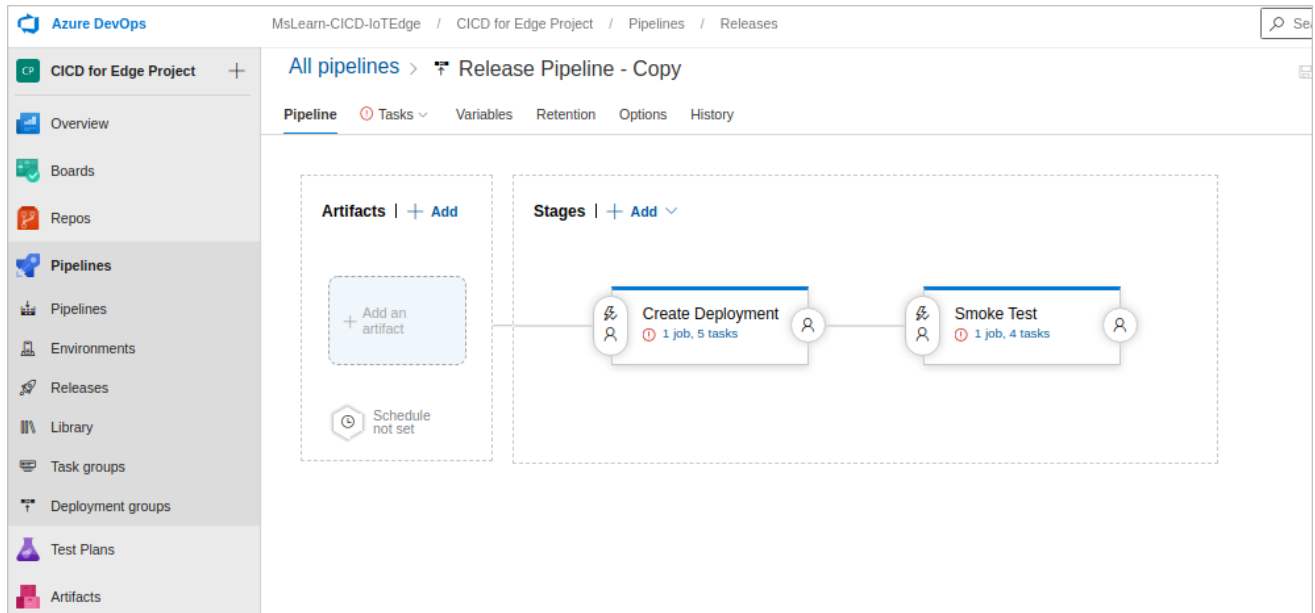 Azure DevOps
MsLearn-CICD-IoTEdge / CICD for Edge Project / Pipelines / Releases
CP CICD for Edge Project
All pipelines > Release Pipeline - Copy
Pipeline Tasks Variables Retention Options History
Overview
Boards
Repos
Pipelines
Pipelines
Environments
Releases
Library
Task groups
Deployment groups
Test Plans
Artifacts
Artifacts | + Add
+ Add an
artifact
Schedule
not set
Stages | + Add
Create Deployment
1 job, 5 tasks
Smoke Test
1 job, 4 tasks